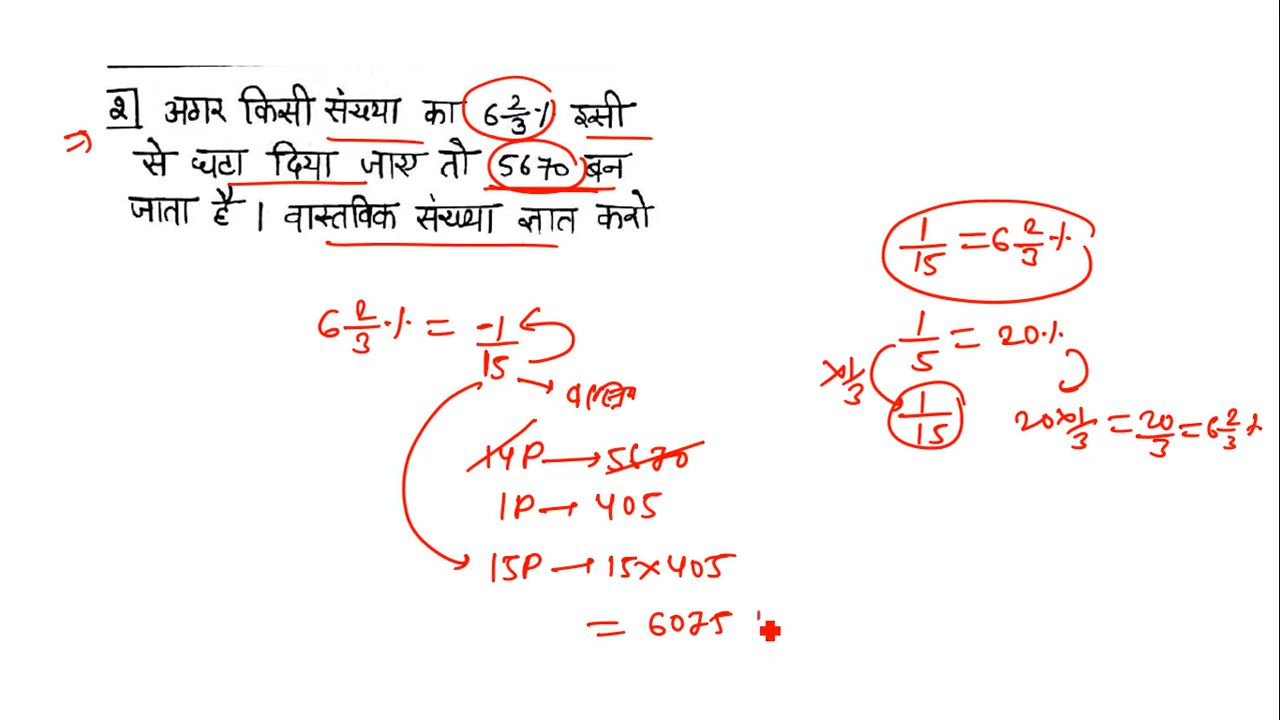 २] अगर किसी संख्या का 6 2/3 % इसी
से घटा दिया जाए तो 5670 बन
जाता है । वास्तविक संख्या ज्ञात करो
6 2/3 % = -1/15
14P → 5670
1P → 405
15P → 15×405
= 6075
1/15 = 6 2/3 %
1/5 = 20%
×1/3
1/15
20×1/3 = 20/3 = 6 2/3 %